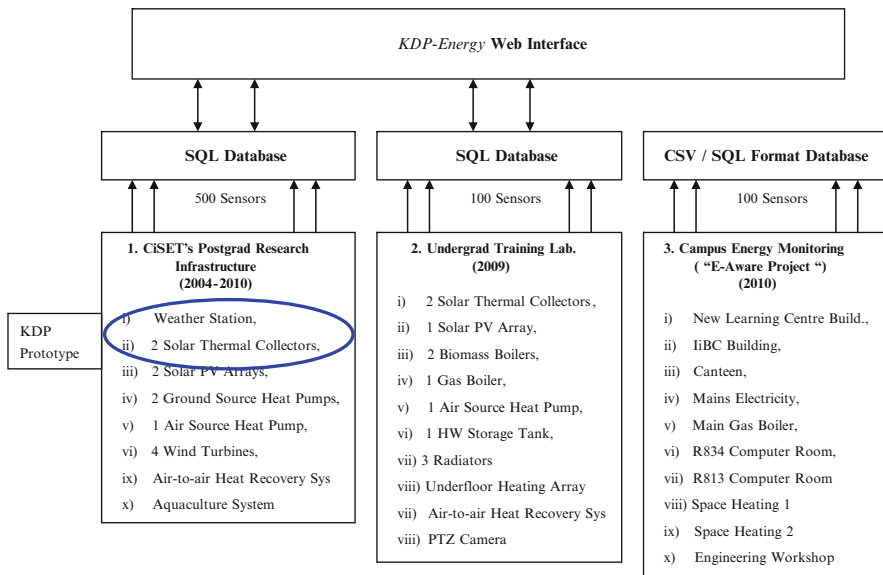 KDP-Energy Web Interface
SQL Database
SQL Database
CSV / SQL Format Database
500 Sensors
100 Sensors
100 Sensors
KDP
Prototype
1. CiSET's Postgrad Research
Infrastructure
(2004-2010)
i) Weather Station,
ii) 2 Solar Thermal Collectors,
iii) 2 Solar PV Arrays,
iv) 2 Ground Source Heat Pumps,
v) 1 Air Source Heat Pump,
vi) 4 Wind Turbines,
ix) Air-to-air Heat Recovery Sys
x) Aquaculture System
2. Undergrad Training Lab.
(2009)
i) 2 Solar Thermal Collectors,
ii) 1 Solar PV Array,
iii) 2 Biomass Boilers,
iv) 1 Gas Boiler,
v) 1 Air Source Heat Pump,
vi) 1 HW Storage Tank,
vii) 3 Radiators
viii) Underfloor Heating Array
vii) Air-to-air Heat Recovery Sys
viii) PTZ Camera
3. Campus Energy Monitoring
( “E-Aware Project “)
(2010)
i) New Learning Centre Build.,
ii) IiBC Building,
iii) Canteen,
iv) Mains Electricity,
v) Main Gas Boiler,
vi) R834 Computer Room,
vii) R813 Computer Room
viii) Space Heating 1
ix) Space Heating 2
x) Engineering Workshop